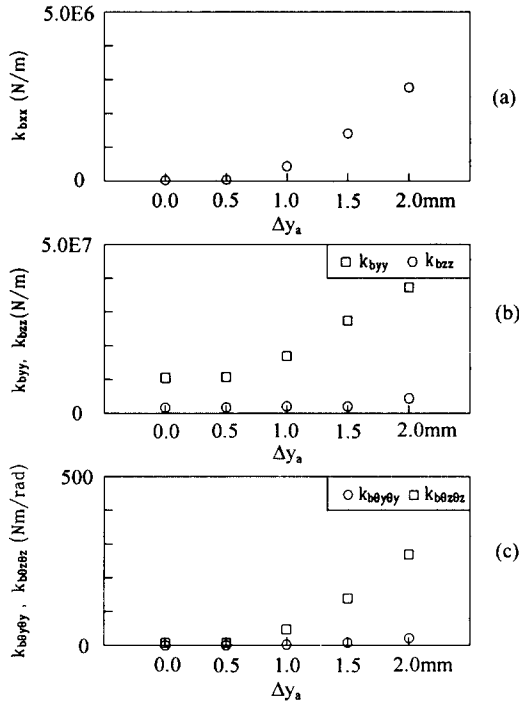 5.0E6
k_bxx (N/m)
0
0.0 0.5 1.0 1.5 2.0mm
Δy_a
(a)
5.0E7
k_byy, k_bzz(N/m)
0
k_byy k_bzz
0.0 0.5 1.0 1.5 2.0mm
Δy_a
(b)
500
k_bθyθy , k_bθzθz (Nm/rad)
0
k_bθyθy k_bθzθz
0.0 0.5 1.0 1.5 2.0mm
Δy_a
(c)